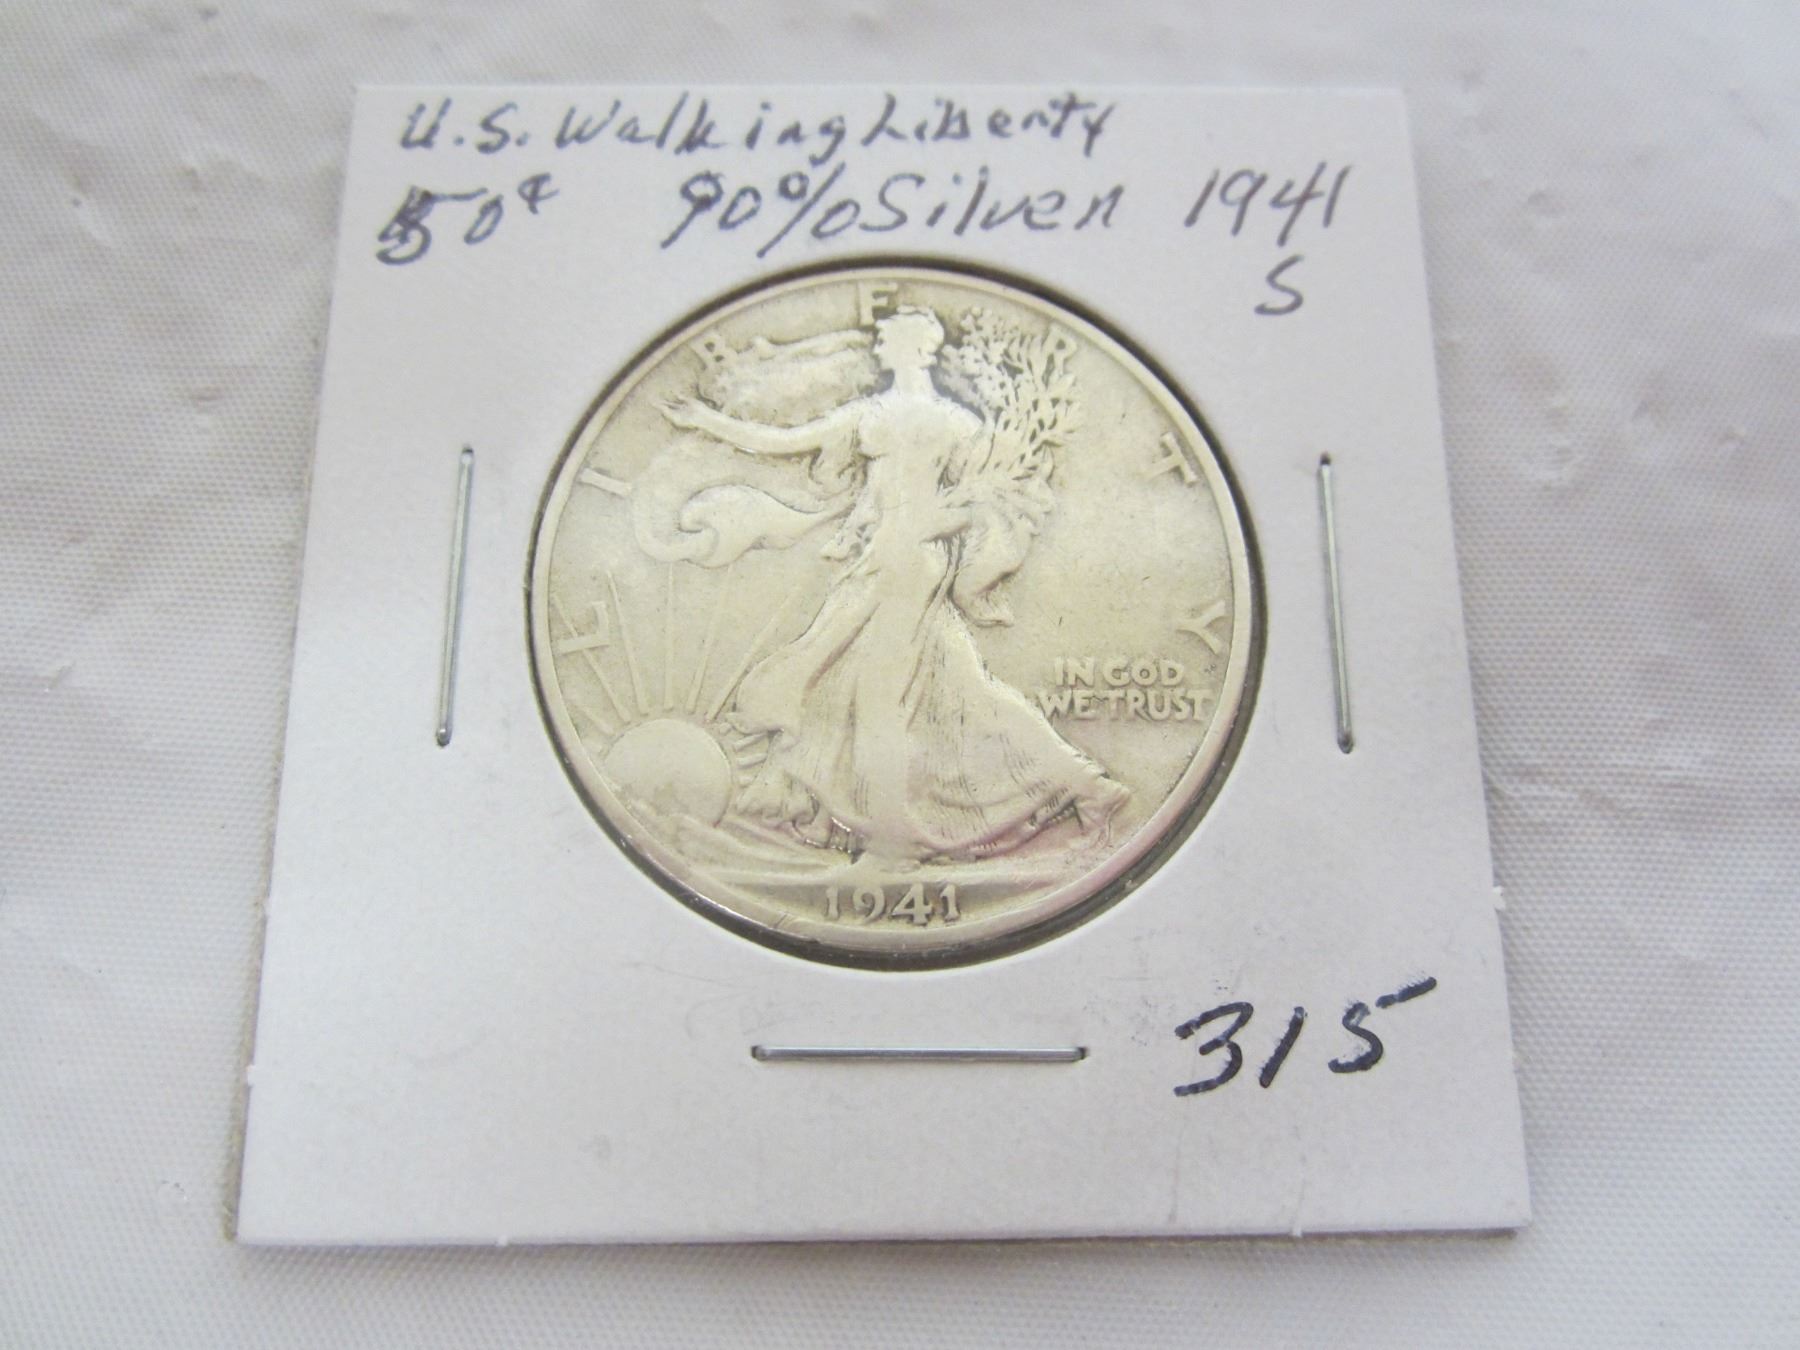 U.S. Walking Liberty
50¢ 90% Silver 1941
S
LIBERTY
IN GOD
WE TRUST
1941
315